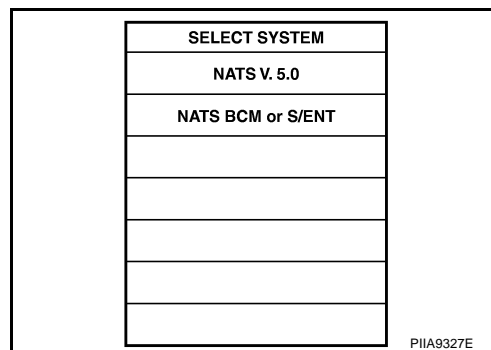 SELECT SYSTEM
NATS V. 5.0
NATS BCM or S/ENT
PIIA9327E